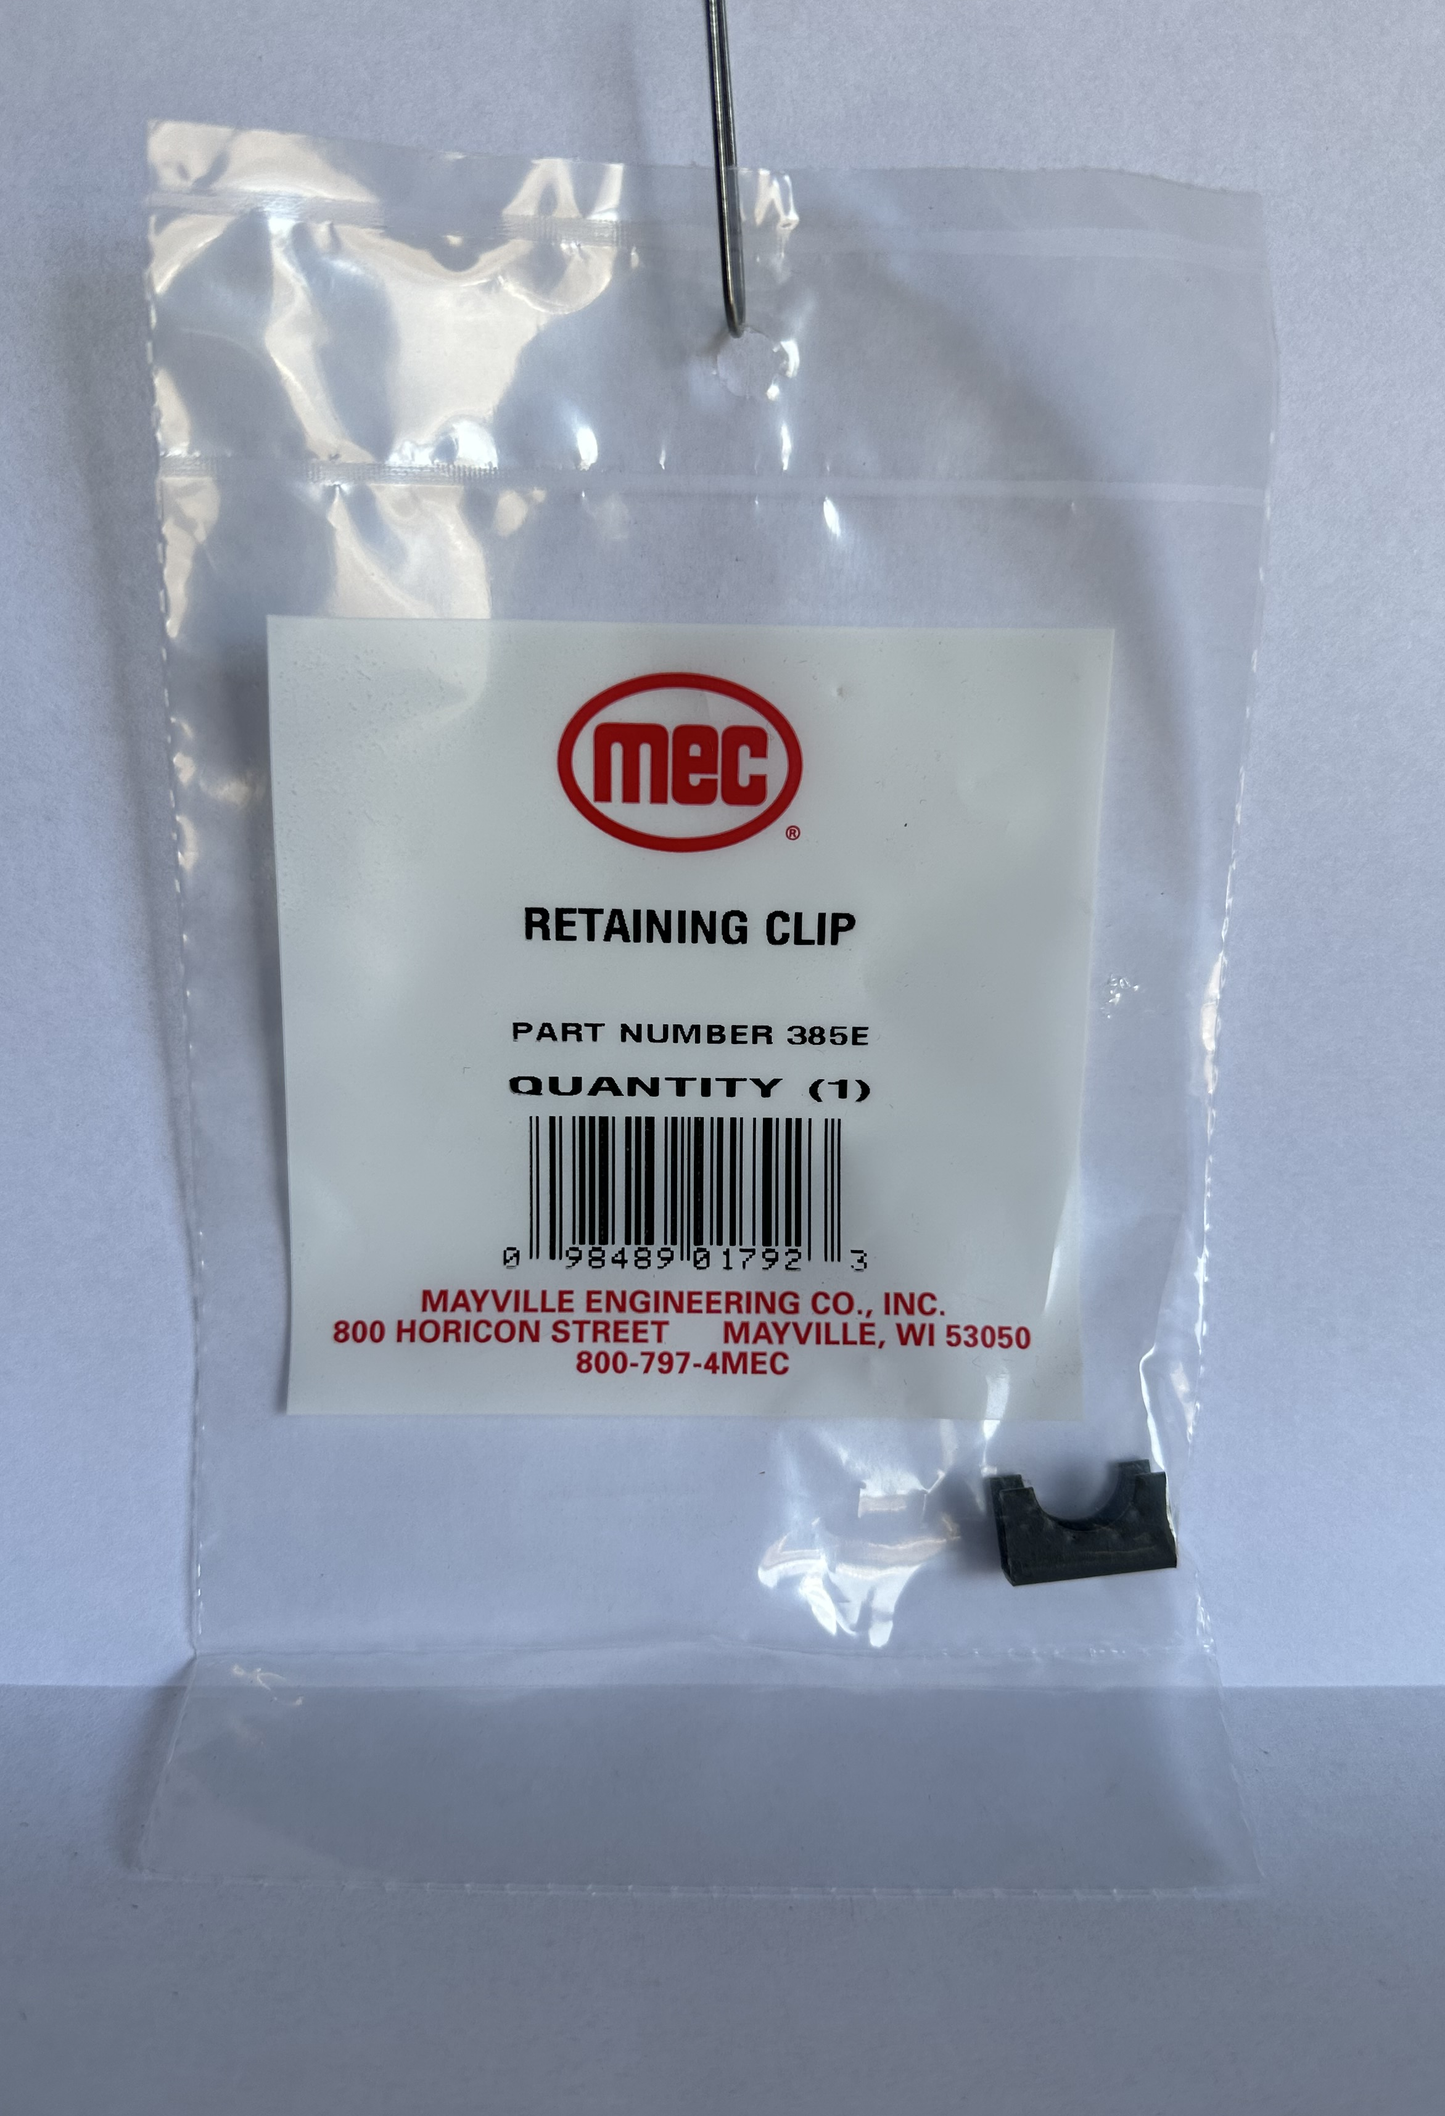 mec
®
RETAINING CLIP
PART NUMBER 385E
QUANTITY (1)
0 98489 01792 3
MAYVILLE ENGINEERING CO., INC.
800 HORICON STREET MAYVILLE, WI 53050
800-797-4MEC